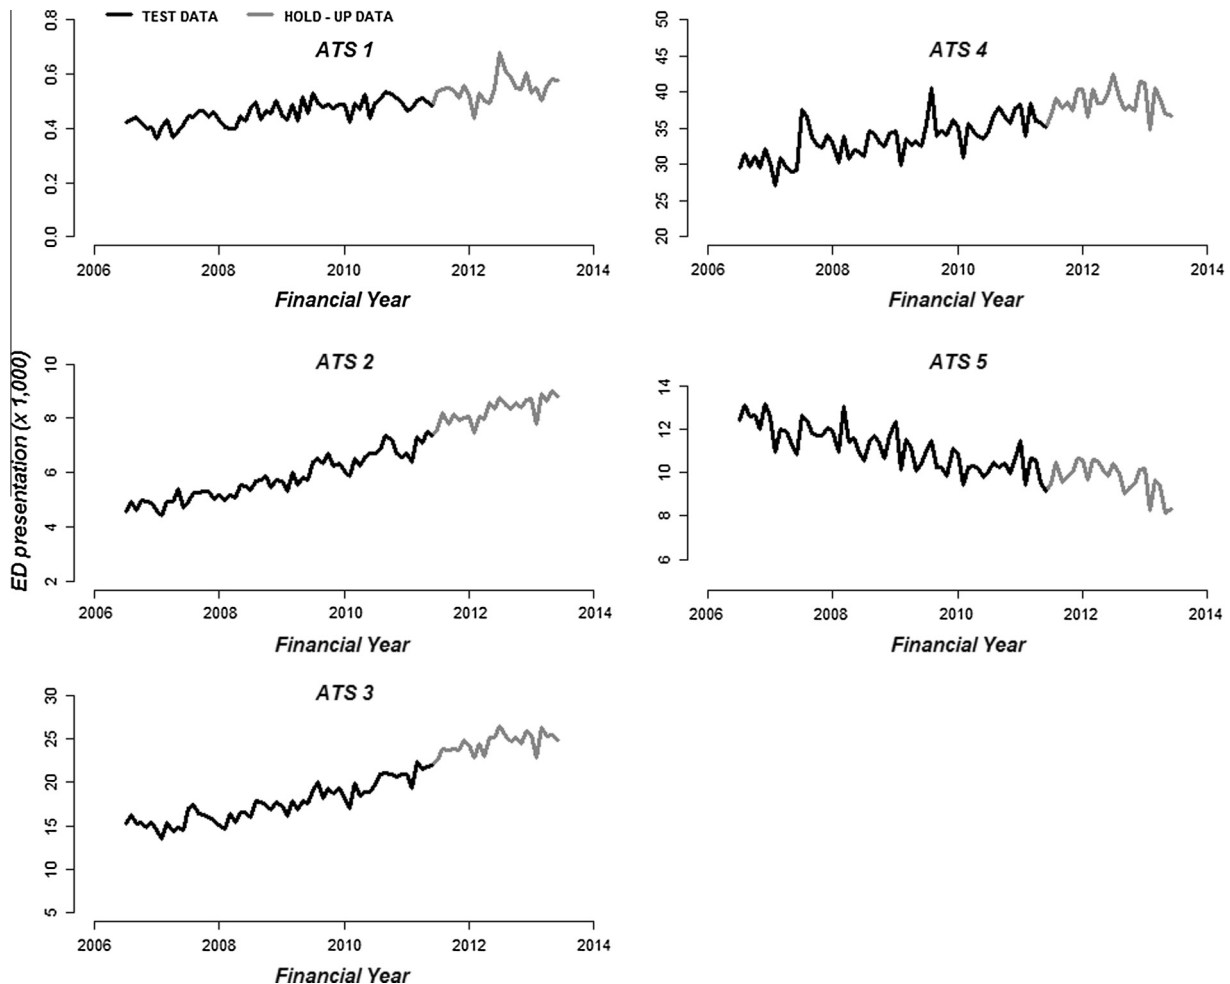 TEST DATA HOLD - UP DATA
ATS 1
0.8
0.6
0.4
0.2
0.0
2006 2008 2010 2012 2014
Financial Year
ATS 4
50
45
40
35
30
25
20
2006 2008 2010 2012 2014
Financial Year
ED presentation (x 1,000)
ATS 2
10
8
6
4
2
2006 2008 2010 2012 2014
Financial Year
ATS 5
14
12
10
8
6
2006 2008 2010 2012 2014
Financial Year
ATS 3
30
25
20
15
10
5
2006 2008 2010 2012 2014
Financial Year